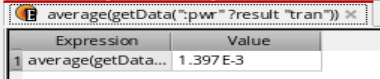 average(getData(":pwr" ?result "tran"))
Expression Value
1 average(getData... 1.397E-3